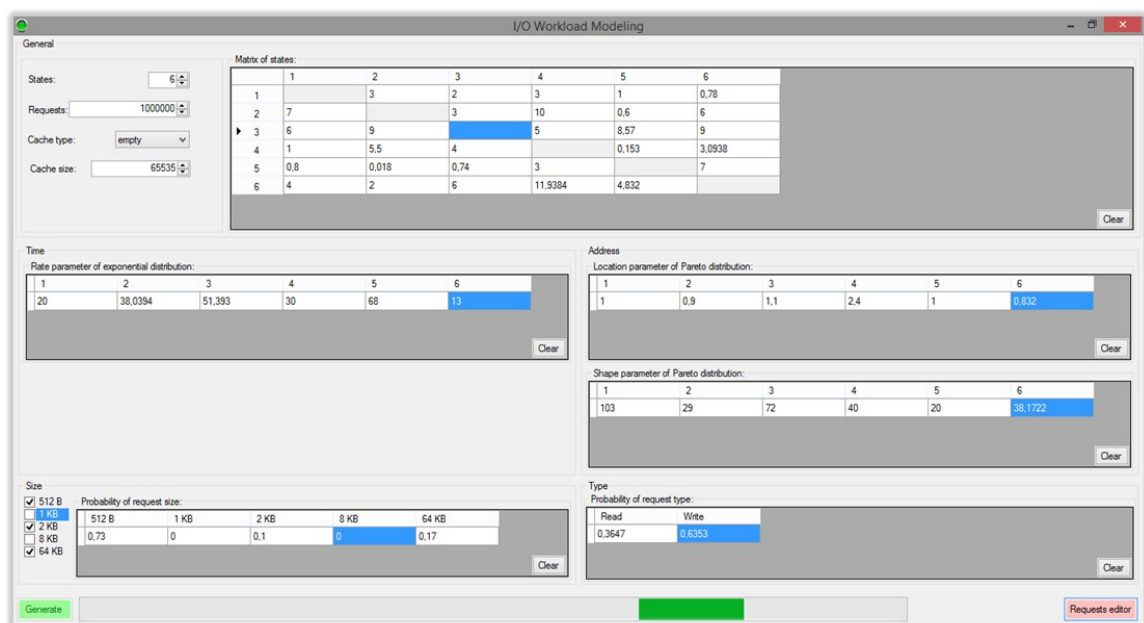 I/O Workload Modeling
General
States: 6
Requests: 1000000
Cache type: empty
Cache size: 65535
Matrix of states:
1 2 3 4 5 6
1 3 2 3 1 0,78
2 7 3 10 0,6 6
3 6 9 5 8,57 9
4 1 5,5 4 0,153 3,0938
5 0,8 0,018 0,74 3 7
6 4 2 6 11,9384 4,832
Clear
Time
Rate parameter of exponential distribution:
1 2 3 4 5 6
20 38,0394 51,393 30 68 13
Clear
Address
Location parameter of Pareto distribution:
1 2 3 4 5 6
1 0,9 1,1 2,4 1 0,832
Clear
Shape parameter of Pareto distribution:
1 2 3 4 5 6
103 29 72 40 20 38,1722
Clear
Size
512 B
1 KB
2 KB
8 KB
64 KB
Probability of request size:
512 B 1 KB 2 KB 8 KB 64 KB
0,73 0 0,1 0 0,17
Clear
Type
Probability of request type:
Read Write
0,3647 0,6353
Clear
Generate
Requests editor